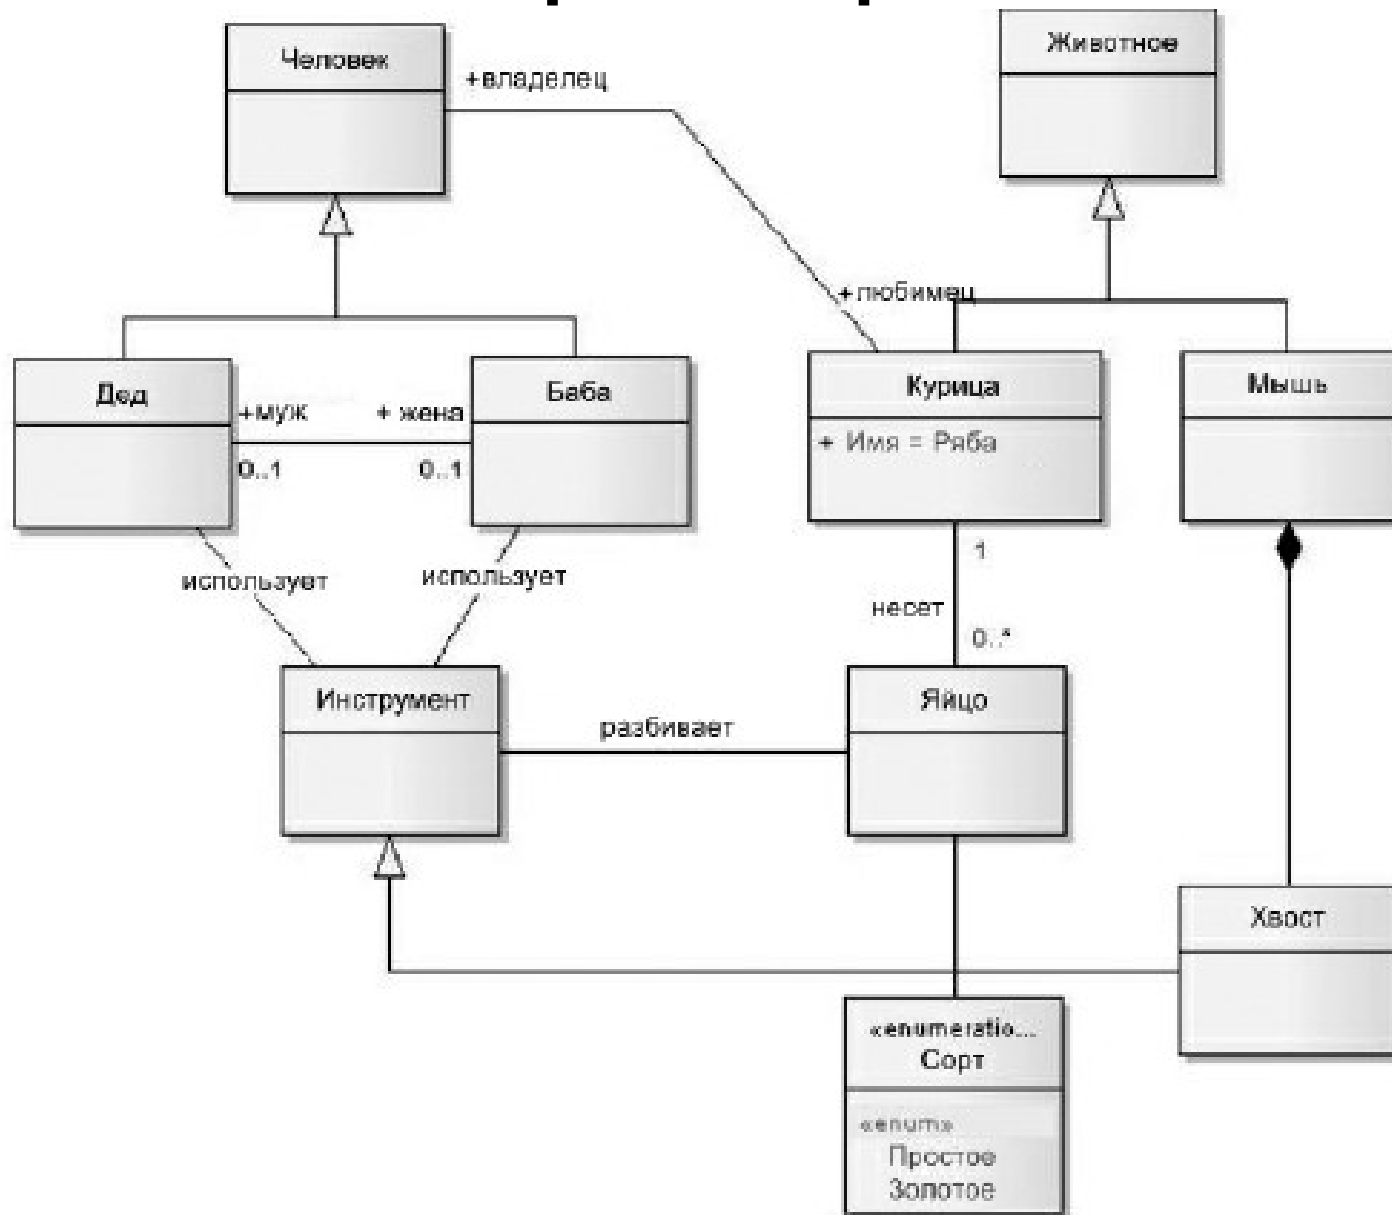 Человек
+владелец
Животное
+любимец
Дед
+муж
+ жена
0..1
0..1
Баба
Курица
+ Имя = Ряба
Мышь
использует
использует
1
несет
0..*
Инструмент
разбивает
Яйцо
Хвост
«enumeratio...
Сорт
«enum»
Простое
Золотое